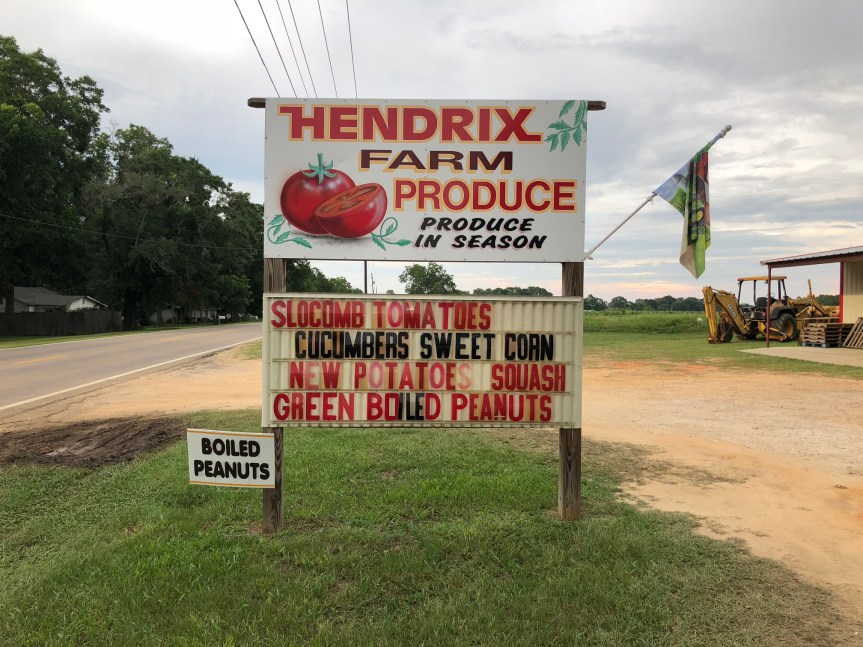 HENDRIX
FARM
PRODUCE
PRODUCE
IN SEASON
SLOCOMB TOMATOES
CUCUMBERS SWEET CORN
NEW POTATOES SQUASH
GREEN BOILED PEANUTS
BOILED
PEANUTS